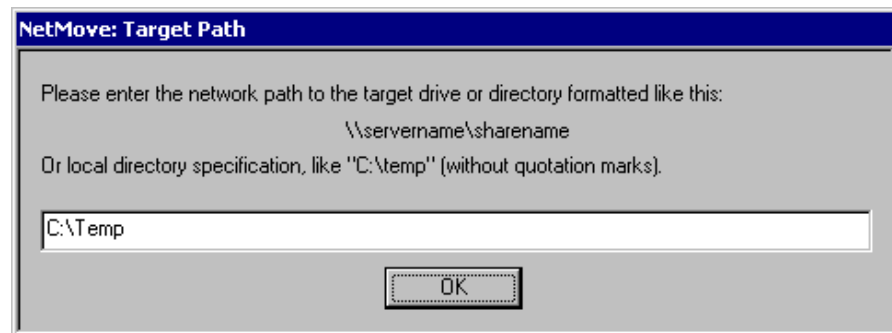 NetMove: Target Path
Please enter the network path to the target drive or directory formatted like this:
\\servername\sharename
Or local directory specification, like "C:\temp" (without quotation marks).
C:\Temp
OK